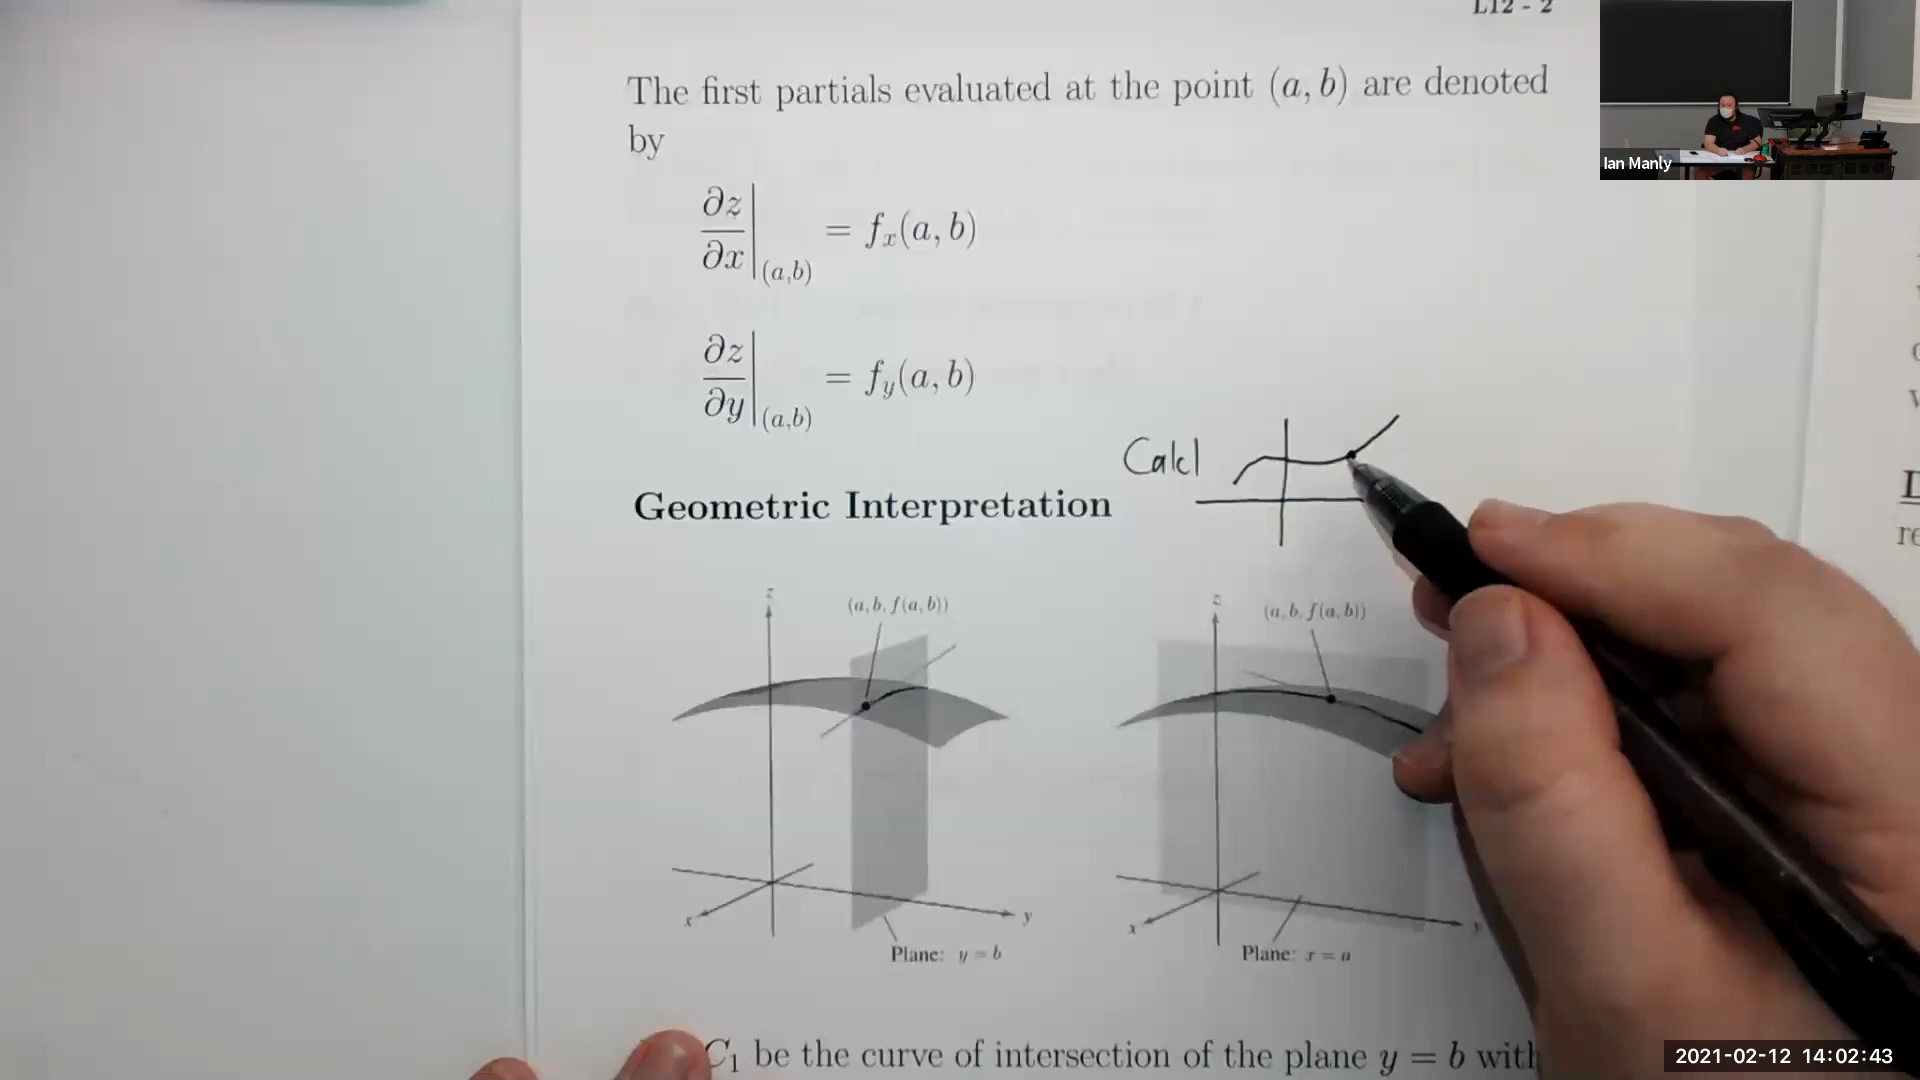 L12 - 2
Ian Manly
The first partials evaluated at the point (a, b) are denoted
by
∂z/∂x|(a,b) = fx(a, b)
∂z/∂y|(a,b) = fy(a, b)
Calc1
Geometric Interpretation
z
(a, b, f(a, b))
x
y
Plane: y = b
z
(a, b, f(a, b))
x
y
Plane: x = a
C1 be the curve of intersection of the plane y = b with
2021-02-12 14:02:43